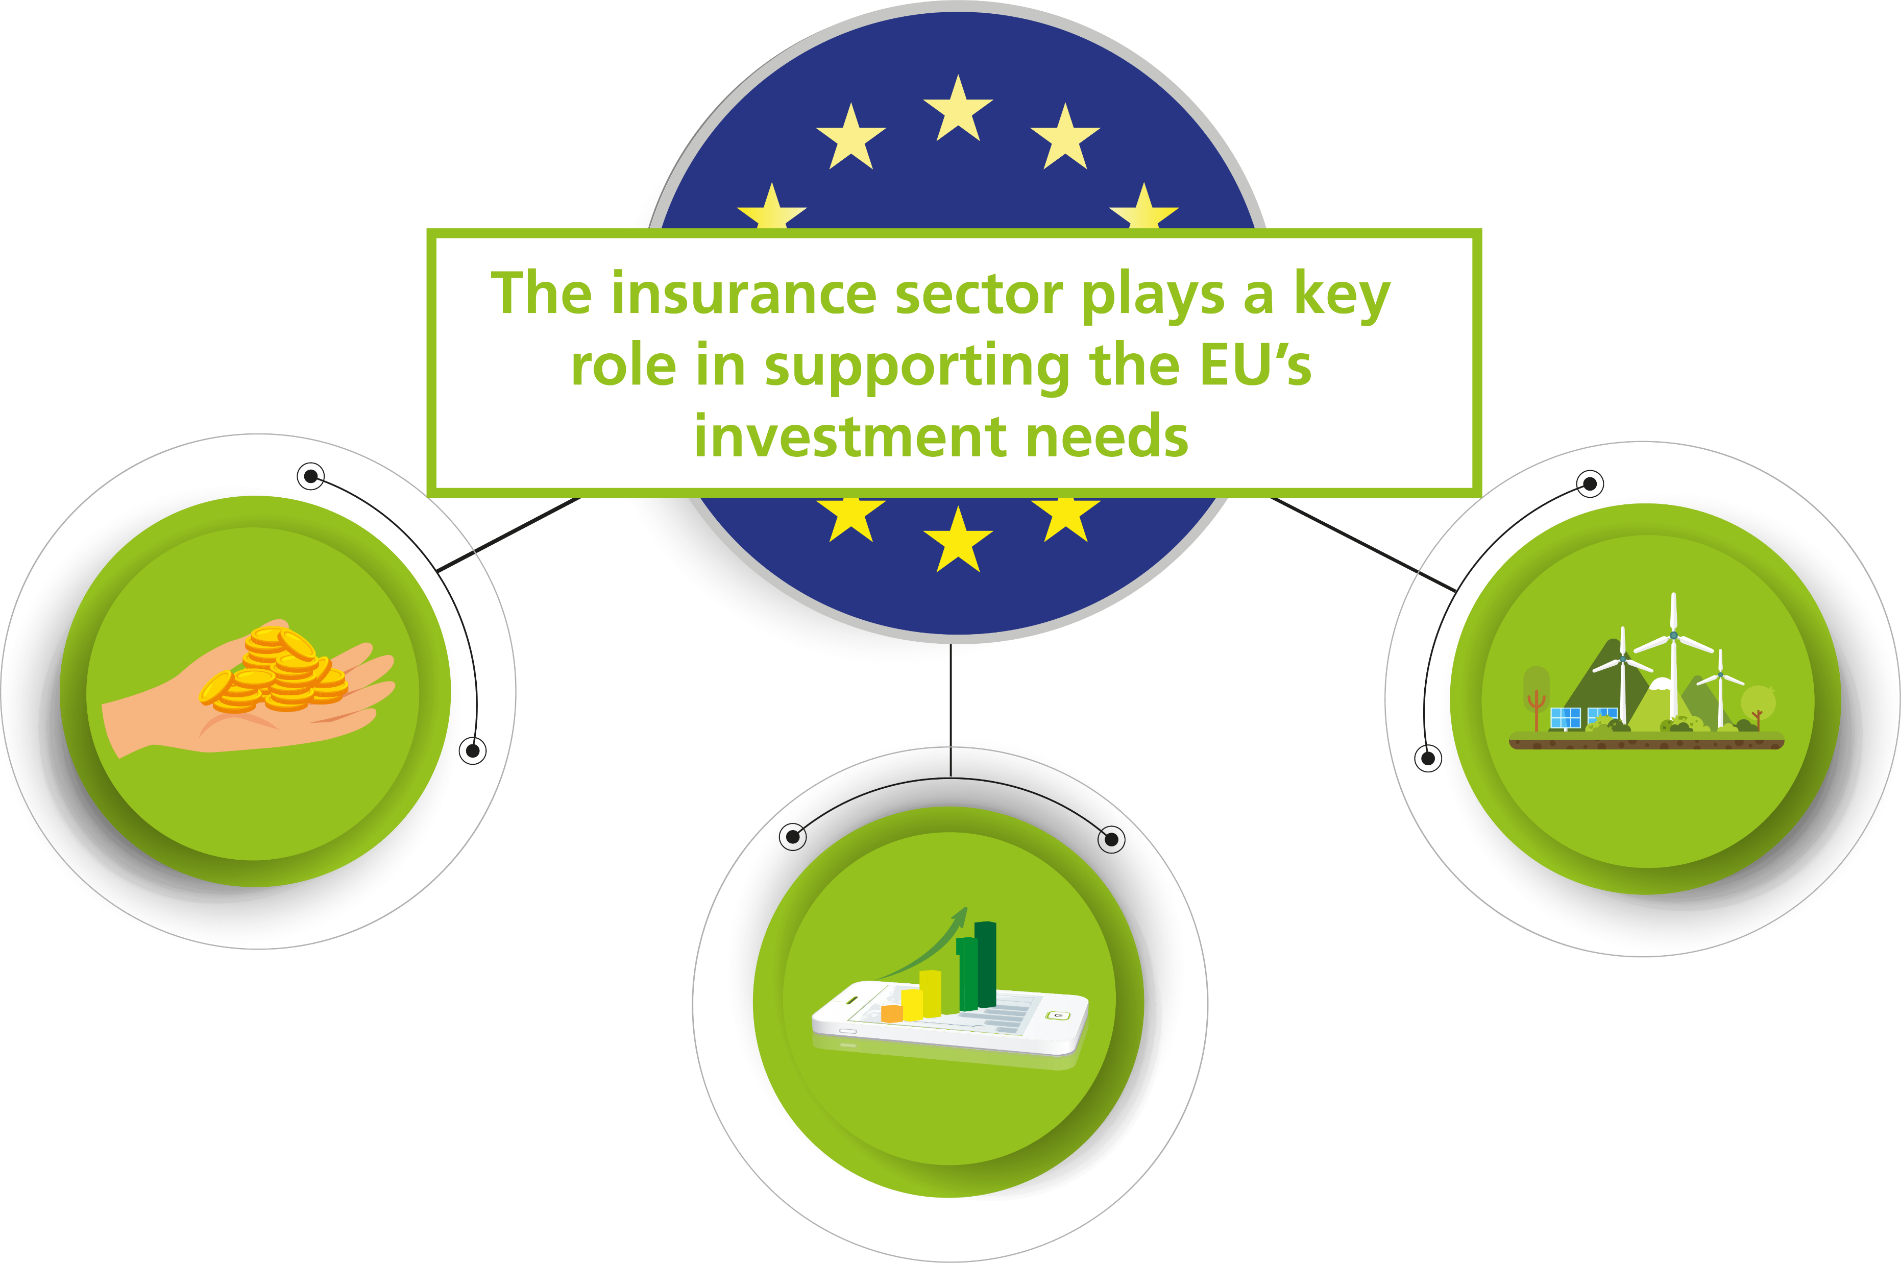 The insurance sector plays a key
role in supporting the EU’s
investment needs